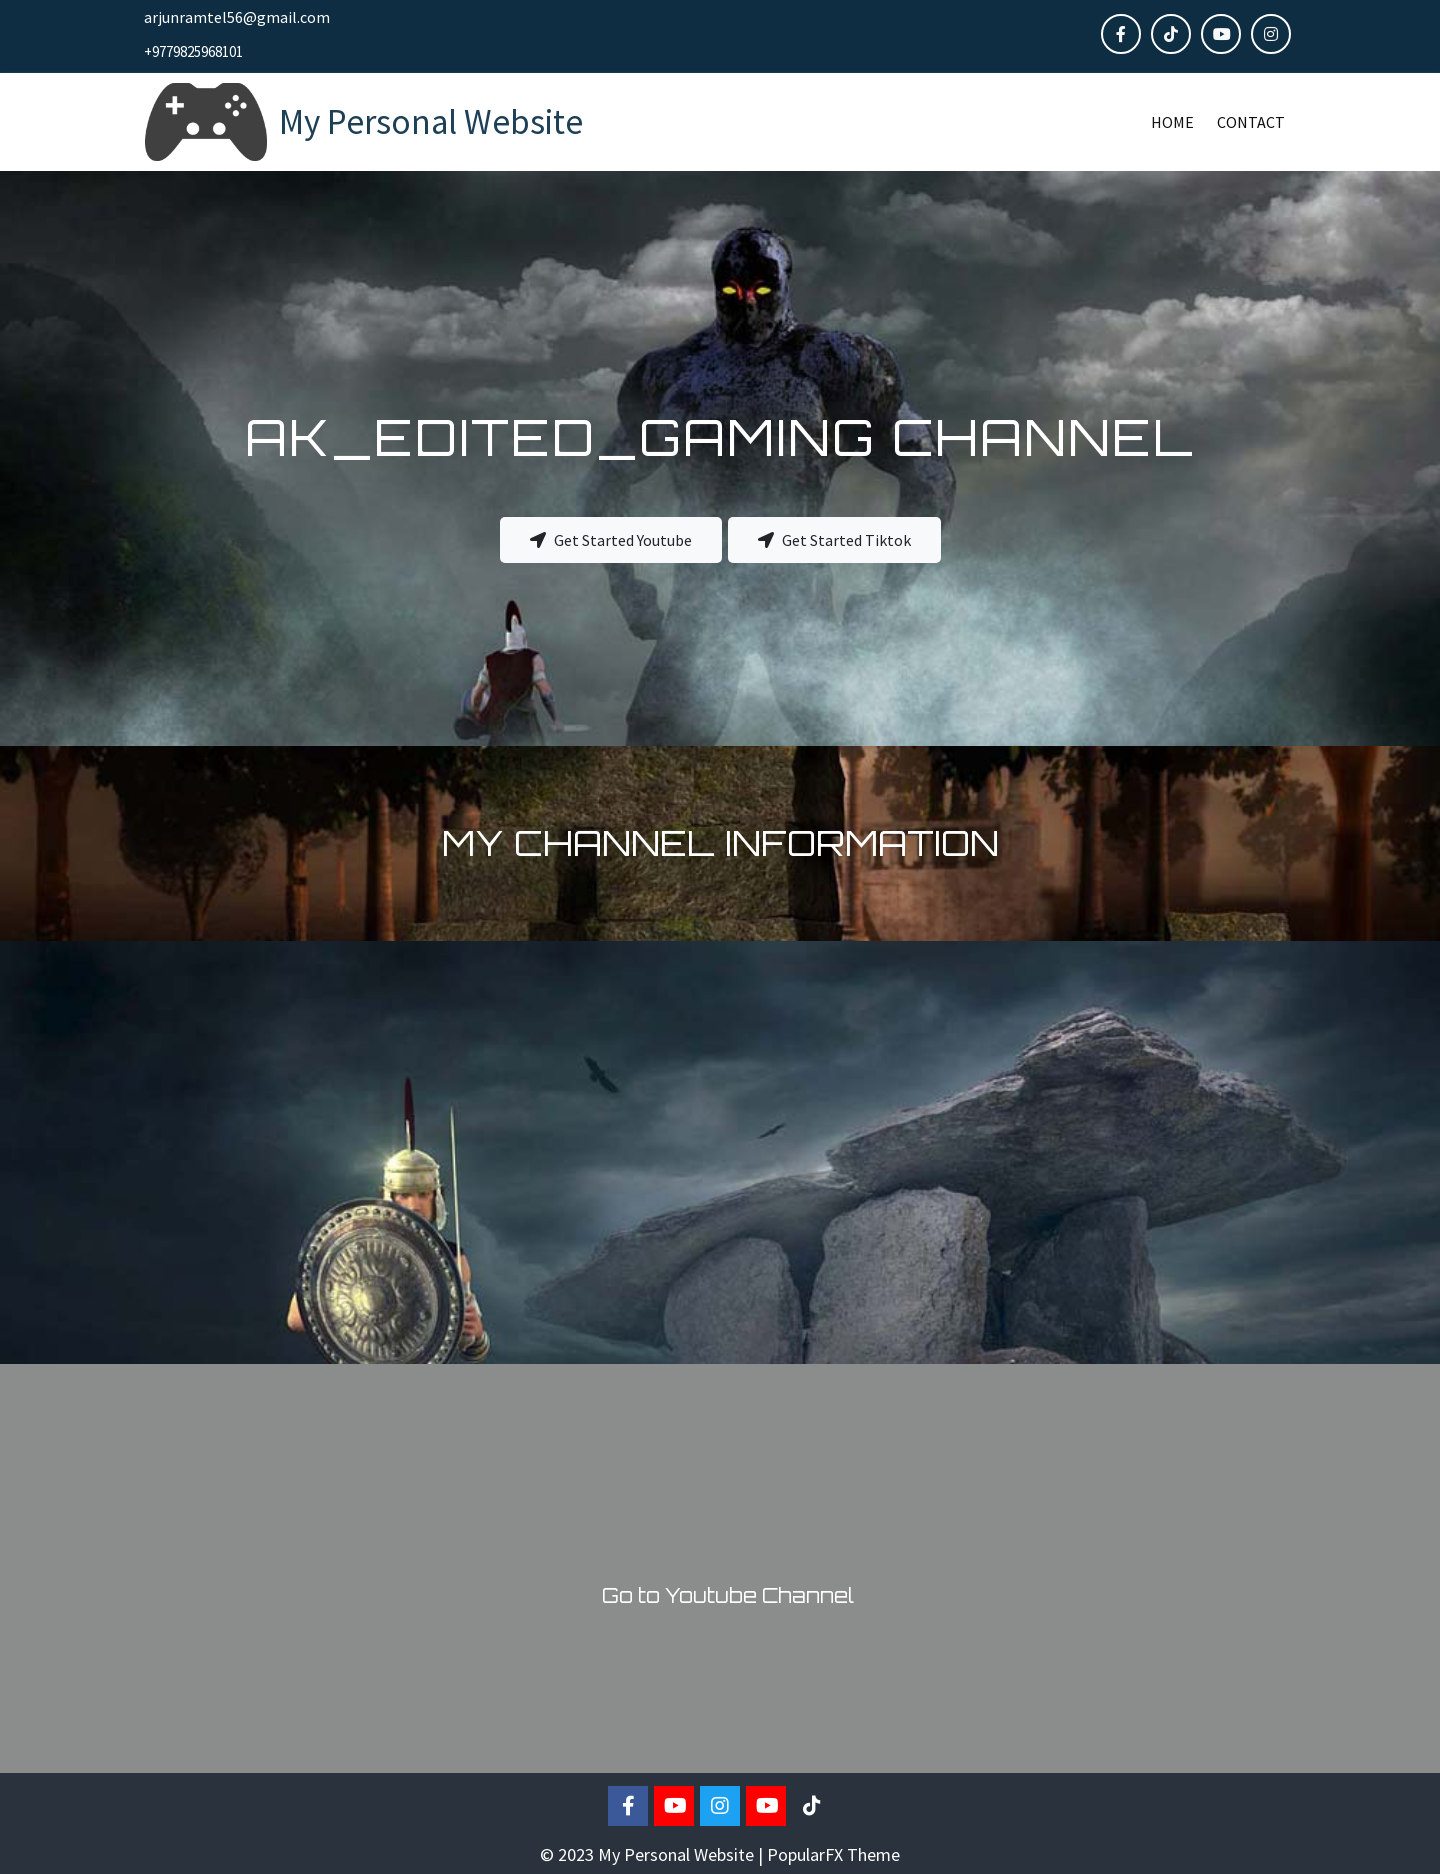 arjunramtel56@gmail.com
+9779825968101
My Personal Website
HOME CONTACT
AK_EDITED_GAMING CHANNEL
Get Started Youtube Get Started Tiktok
MY CHANNEL INFORMATION
Go to Youtube Channel
© 2023 My Personal Website | PopularFX Theme